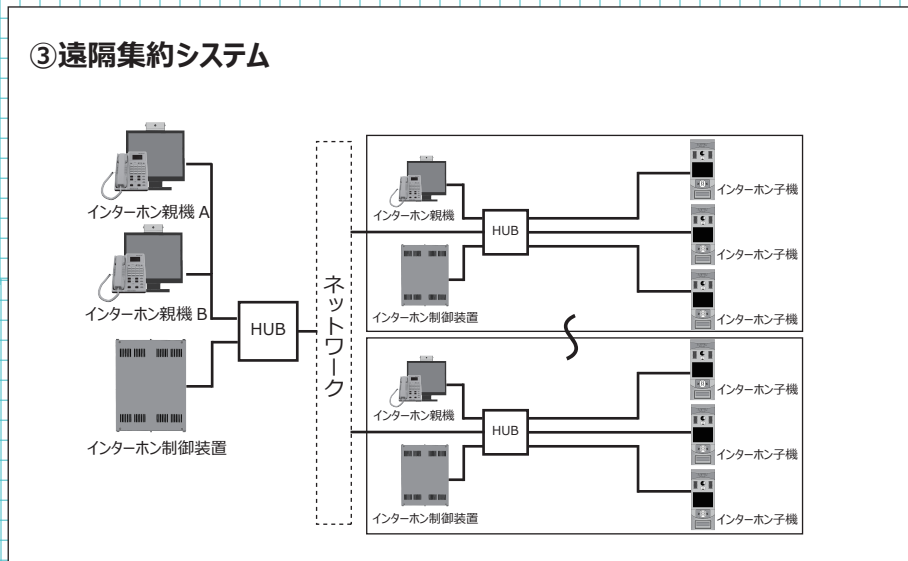 ③遠隔集約システム
インターホン親機 A
インターホン親機 B
HUB
インターホン制御装置
ネットワーク
インターホン親機
HUB
インターホン制御装置
インターホン子機
インターホン子機
インターホン子機
インターホン親機
HUB
インターホン制御装置
インターホン子機
インターホン子機
インターホン子機